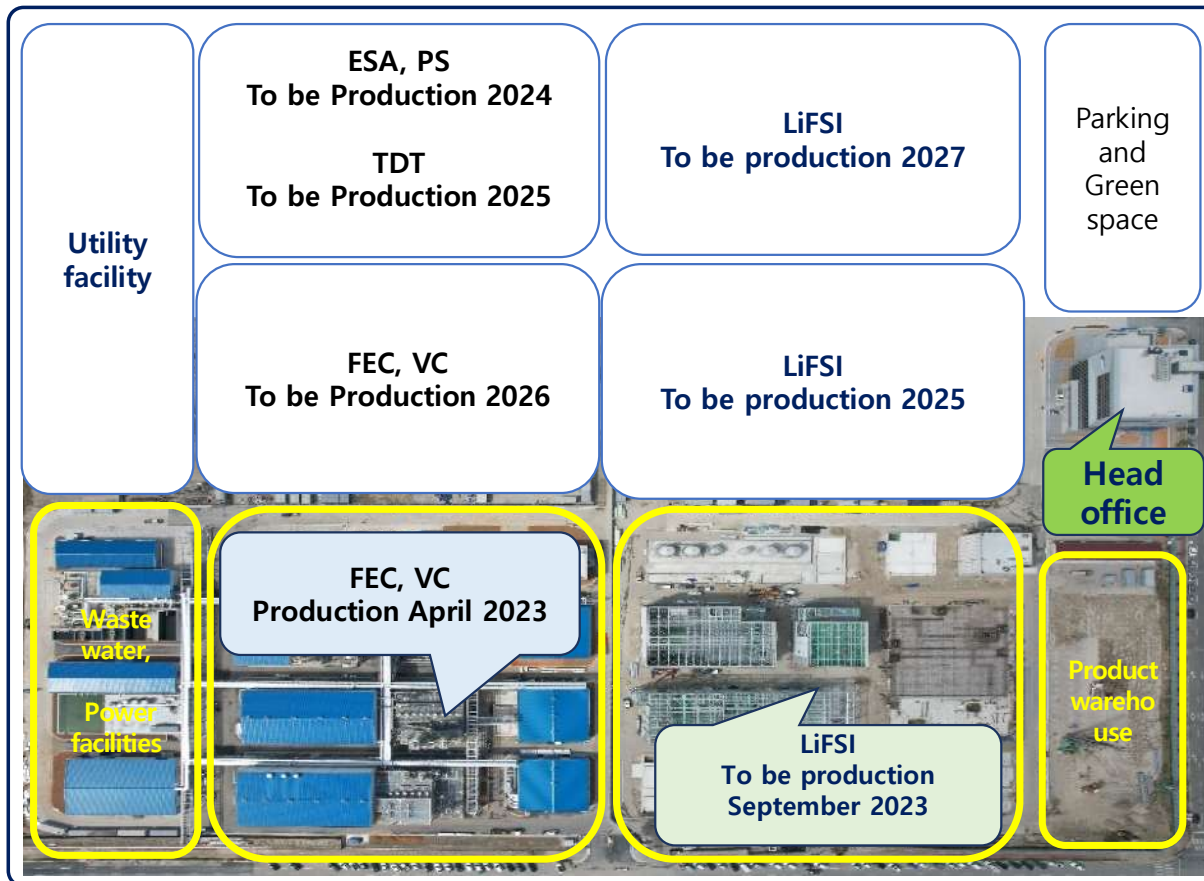 Utility
facility
ESA, PS
To be Production 2024
TDT
To be Production 2025
LiFSI
To be production 2027
Parking
and
Green
space
FEC, VC
To be Production 2026
LiFSI
To be production 2025
Head
office
Waste
water,
Power
facilities
FEC, VC
Production April 2023
LiFSI
To be production
September 2023
Product
wareho
use